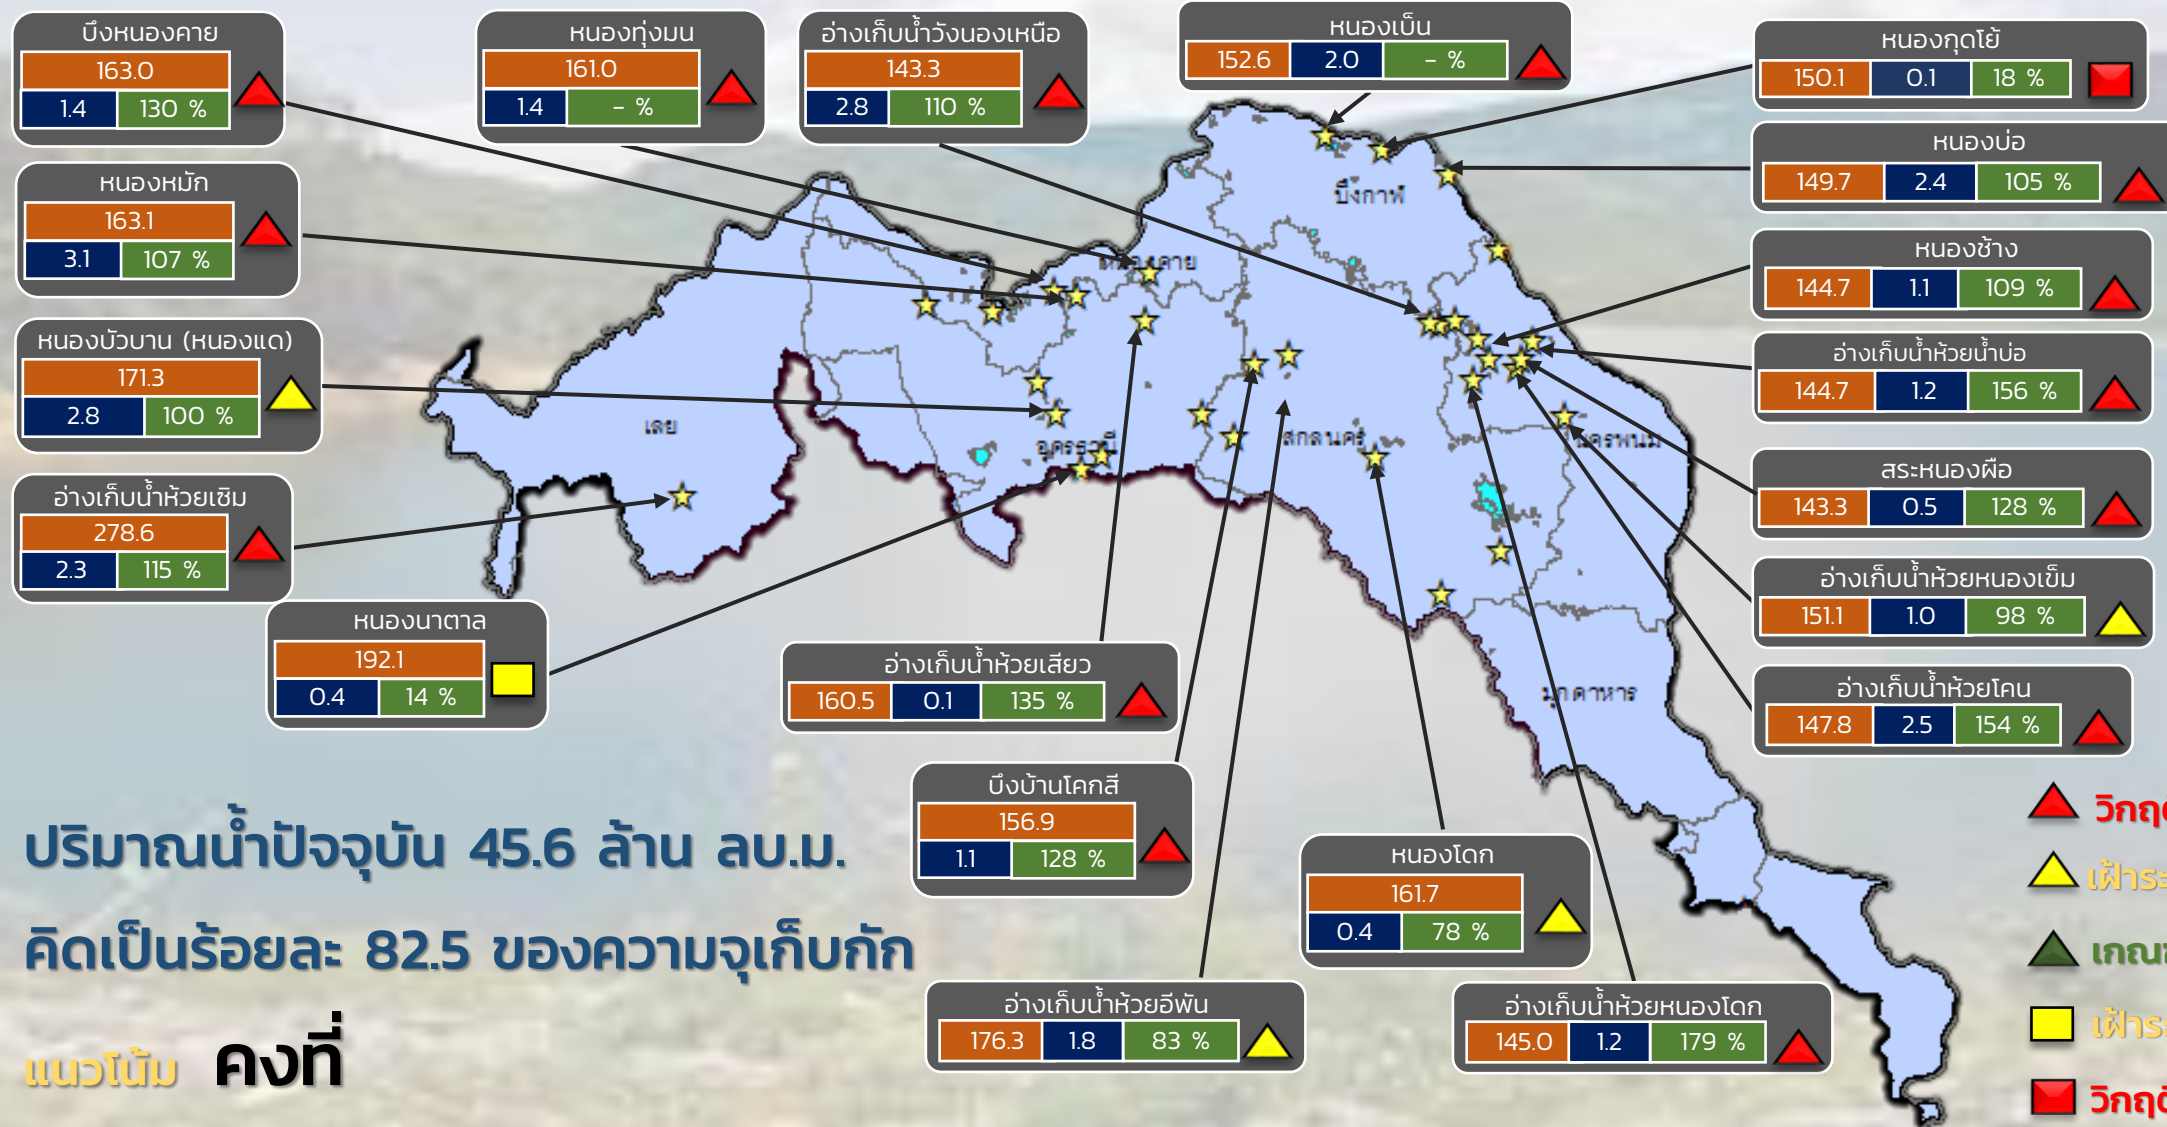 บึงหนองคาย
163.0
1.4 130 %
หนองทุ่งมน
161.0
1.4 - %
อ่างเก็บน้ำวังนองเหนือ
143.3
2.8 110 %
หนองเบ็น
152.6 2.0 - %
หนองกุดโย้
150.1 0.1 18 %
หนองหมัก
163.1
3.1 107 %
หนองบ่อ
149.7 2.4 105 %
บึงกาฬ
หนองช้าง
144.7 1.1 109 %
หนองบัวบาน (หนองแด)
171.3
2.8 100 %
อ่างเก็บน้ำห้วยน้ำบ่อ
144.7 1.2 156 %
เลย
อุดรธานี
สกลนคร
นครพนม
สระหนองผือ
143.3 0.5 128 %
อ่างเก็บน้ำห้วยเซิม
278.6
2.3 115 %
อ่างเก็บน้ำห้วยหนองเข็ม
151.1 1.0 98 %
หนองนาตาล
192.1
0.4 14 %
อ่างเก็บน้ำห้วยเสียว
160.5 0.1 135 %
มุกดาหาร
อ่างเก็บน้ำห้วยโคน
147.8 2.5 154 %
บึงบ้านโคกสี
156.9
1.1 128 %
หนองโดก
161.7
0.4 78 %
อ่างเก็บน้ำห้วยอีพัน
176.3 1.8 83 %
อ่างเก็บน้ำห้วยหนองโดก
145.0 1.2 179 %
ปริมาณน้ำปัจจุบัน 45.6 ล้าน ลบ.ม.
คิดเป็นร้อยละ 82.5 ของความจุเก็บกัก
แนวโน้ม คงที่